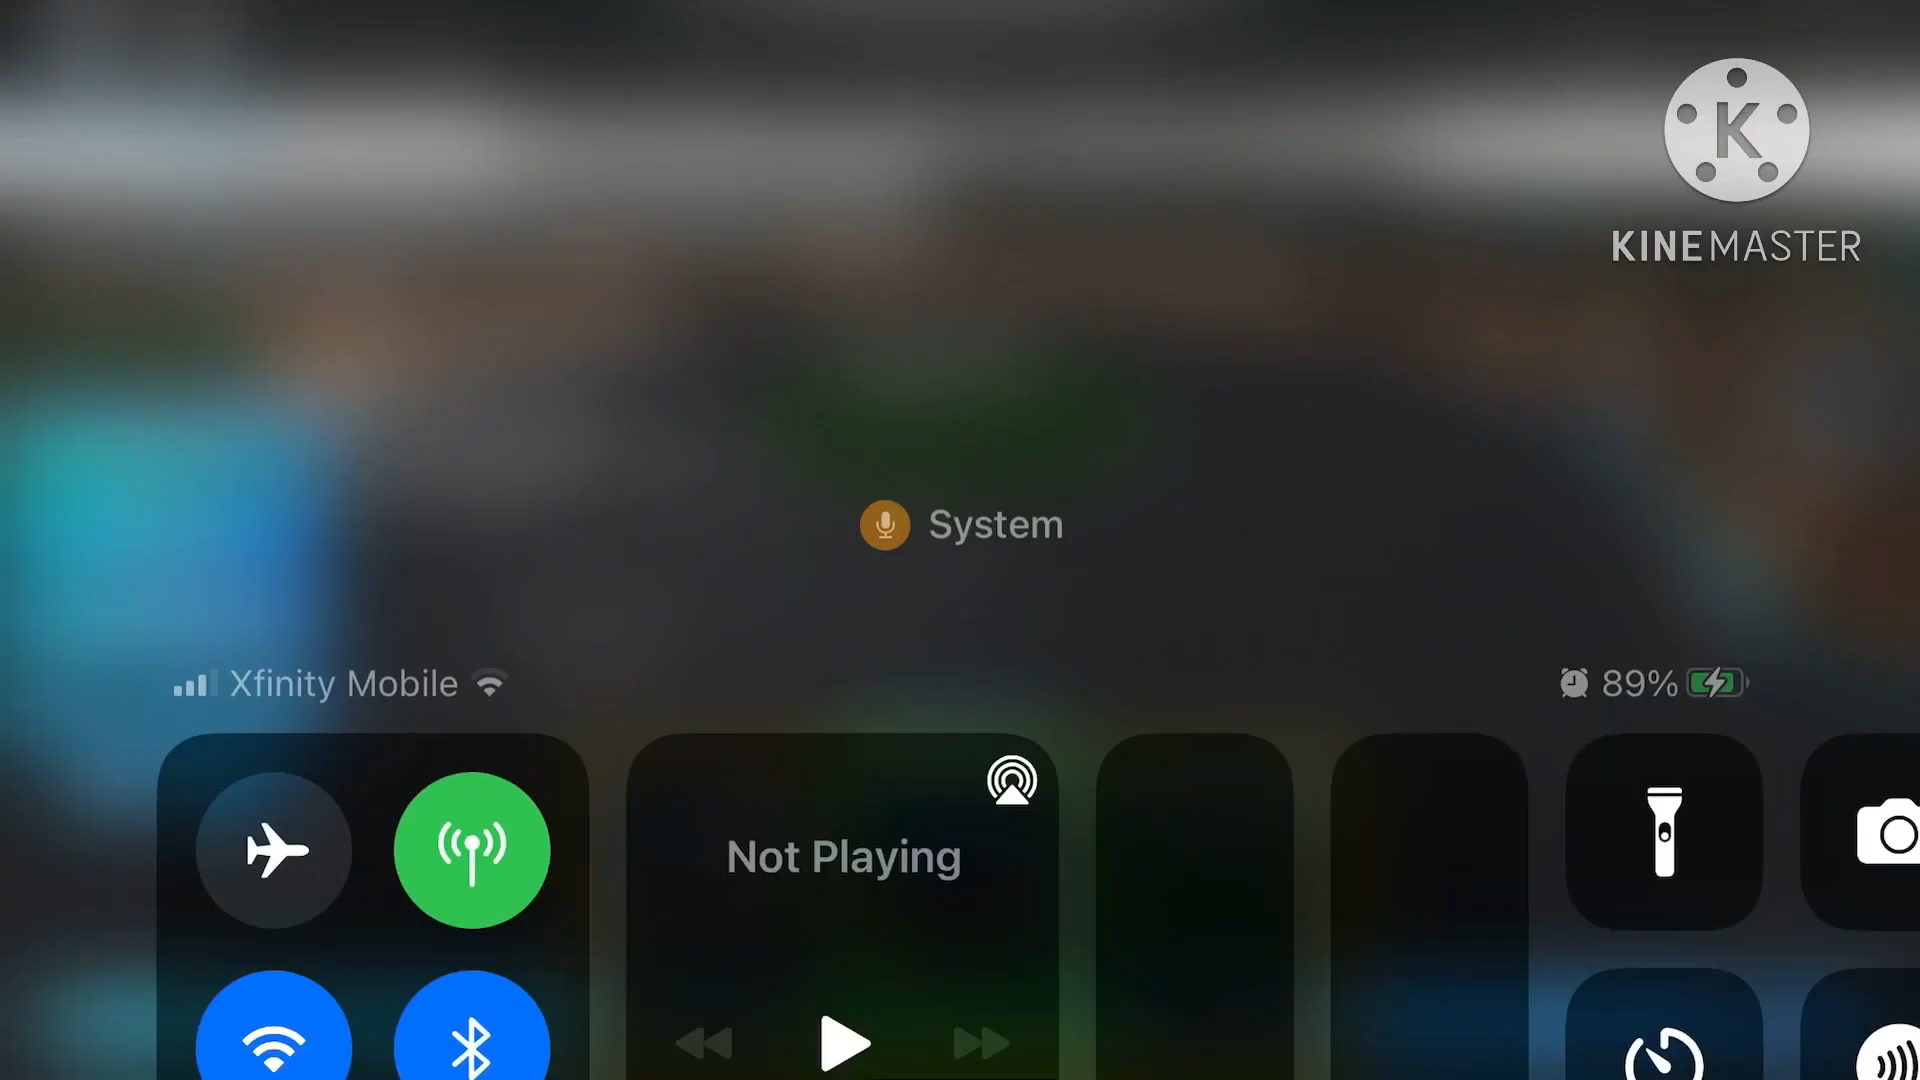 K
KINEMASTER
System
Xfinity Mobile
89%
Not Playing